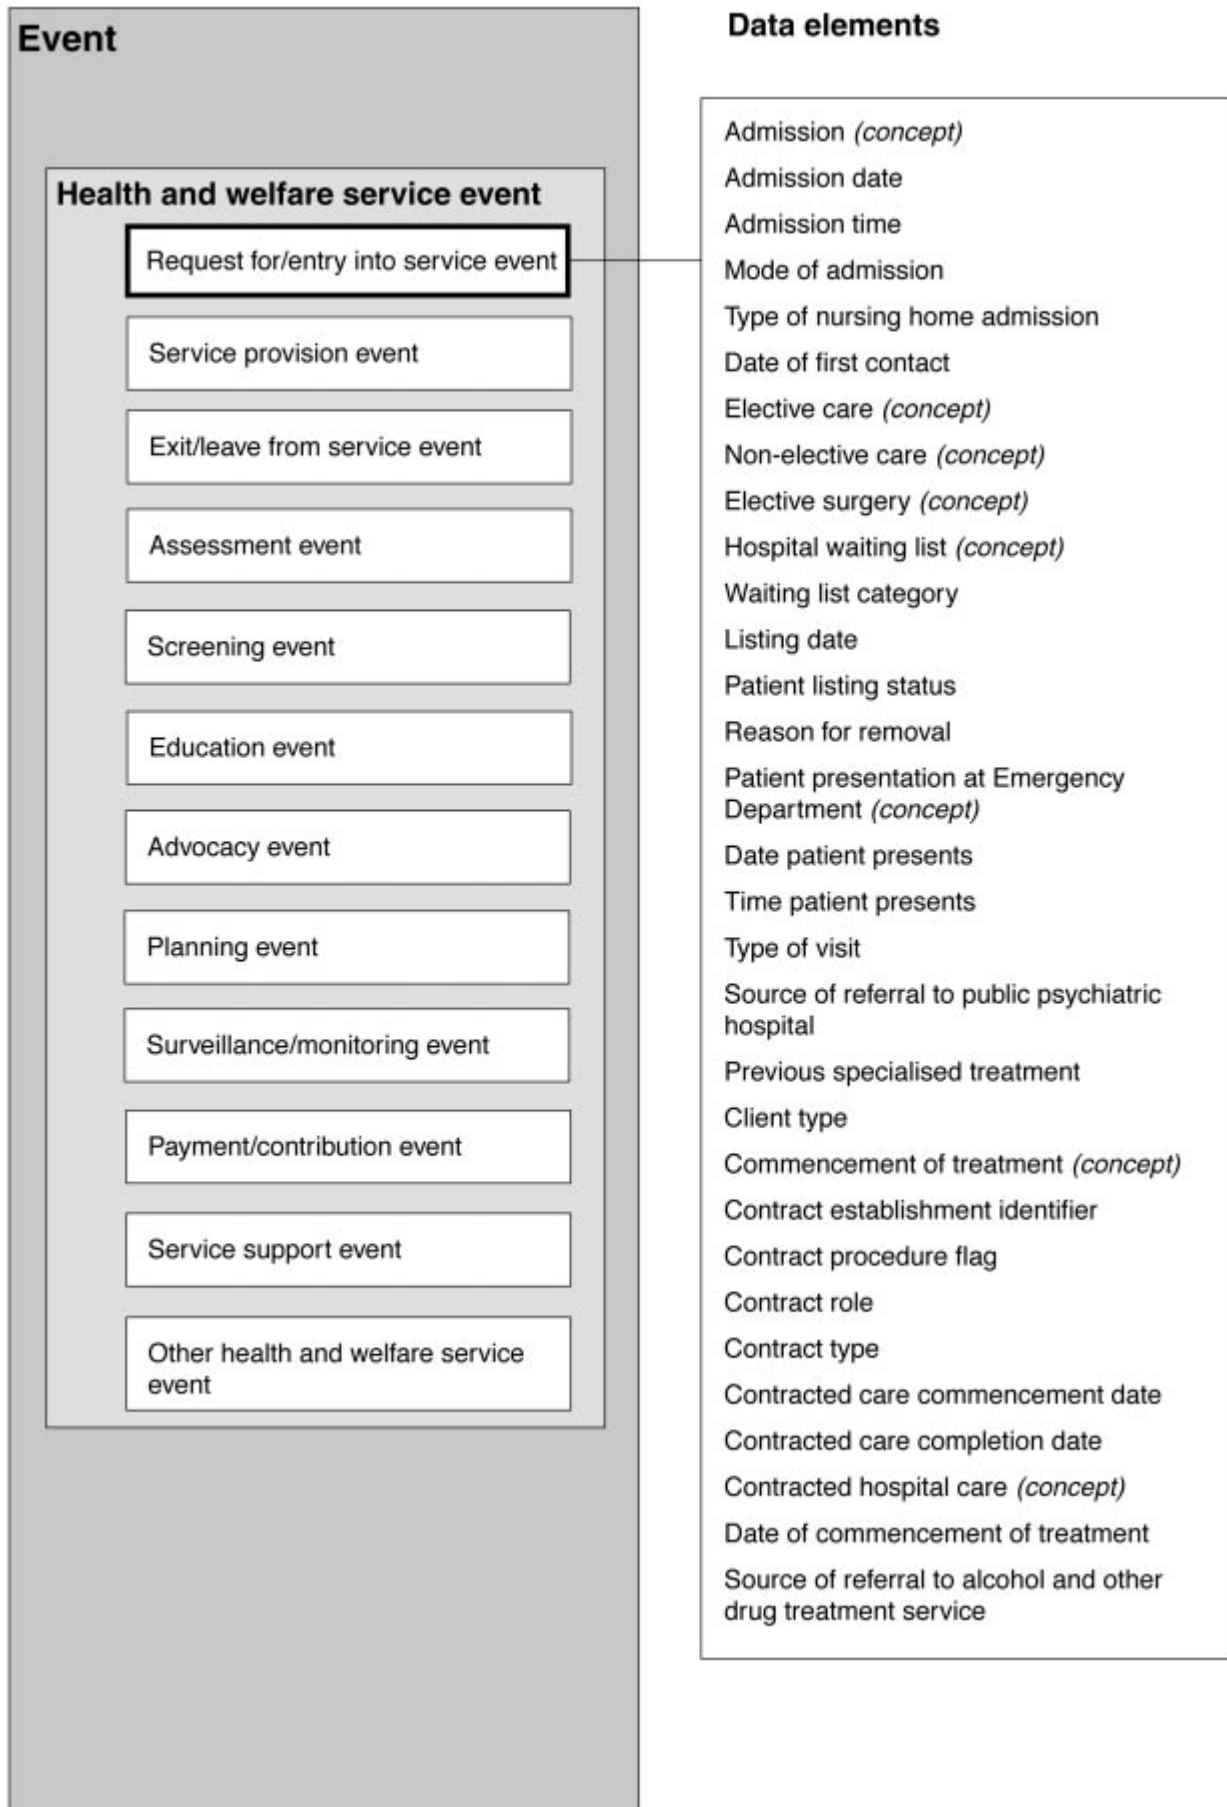 Event
Health and welfare service event
Request for/entry into service event
Service provision event
Exit/leave from service event
Assessment event
Screening event
Education event
Advocacy event
Planning event
Surveillance/monitoring event
Payment/contribution event
Service support event
Other health and welfare service
event
Data elements
Admission (concept)
Admission date
Admission time
Mode of admission
Type of nursing home admission
Date of first contact
Elective care (concept)
Non-elective care (concept)
Elective surgery (concept)
Hospital waiting list (concept)
Waiting list category
Listing date
Patient listing status
Reason for removal
Patient presentation at Emergency
Department (concept)
Date patient presents
Time patient presents
Type of visit
Source of referral to public psychiatric
hospital
Previous specialised treatment
Client type
Commencement of treatment (concept)
Contract establishment identifier
Contract procedure flag
Contract role
Contract type
Contracted care commencement date
Contracted care completion date
Contracted hospital care (concept)
Date of commencement of treatment
Source of referral to alcohol and other
drug treatment service